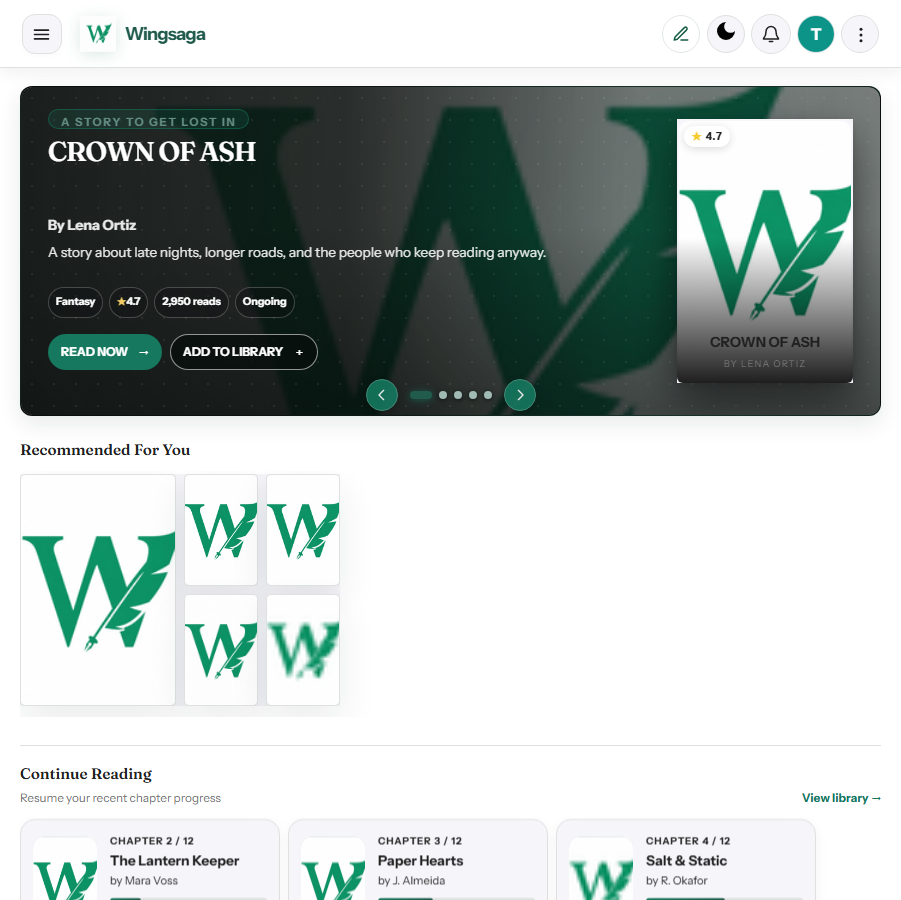 Wingsaga
T
A STORY TO GET LOST IN
CROWN OF ASH
By Lena Ortiz
A story about late nights, longer roads, and the people who keep reading anyway.
Fantasy
★4.7
2,950 reads
Ongoing
READ NOW →
ADD TO LIBRARY +
★ 4.7
CROWN OF ASH
BY LENA ORTIZ
Recommended For You
Continue Reading
Resume your recent chapter progress
View library →
CHAPTER 2 / 12
The Lantern Keeper
by Mara Voss
CHAPTER 3 / 12
Paper Hearts
by J. Almeida
CHAPTER 4 / 12
Salt & Static
by R. Okafor